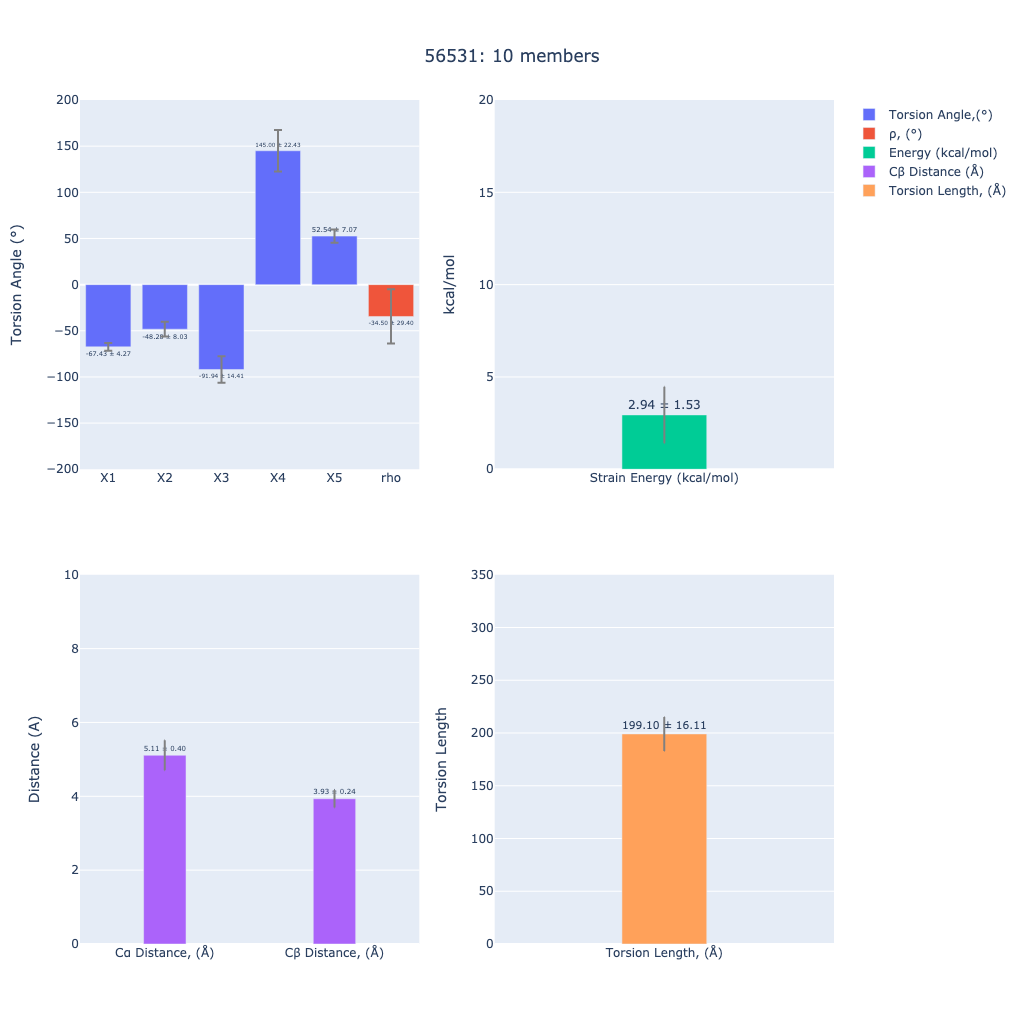 56531: 10 members
Torsion Angle (°)
200
150
100
50
0
−50
−100
−150
−200
145.00 ± 22.43
52.54 ± 7.07
-34.50 ± 29.40
-48.28 ± 8.03
-67.43 ± 4.27
-91.94 ± 14.41
X1 X2 X3 X4 X5 rho
kcal/mol
20
15
10
5
0
2.94 ± 1.53
Strain Energy (kcal/mol)
Torsion Angle,(°)
ρ, (°)
Energy (kcal/mol)
Cβ Distance (Å)
Torsion Length, (Å)
Distance (A)
10
8
6
4
2
0
5.11 ± 0.40
3.93 ± 0.24
Cα Distance, (Å) Cβ Distance, (Å)
Torsion Length
350
300
250
200
150
100
50
0
199.10 ± 16.11
Torsion Length, (Å)